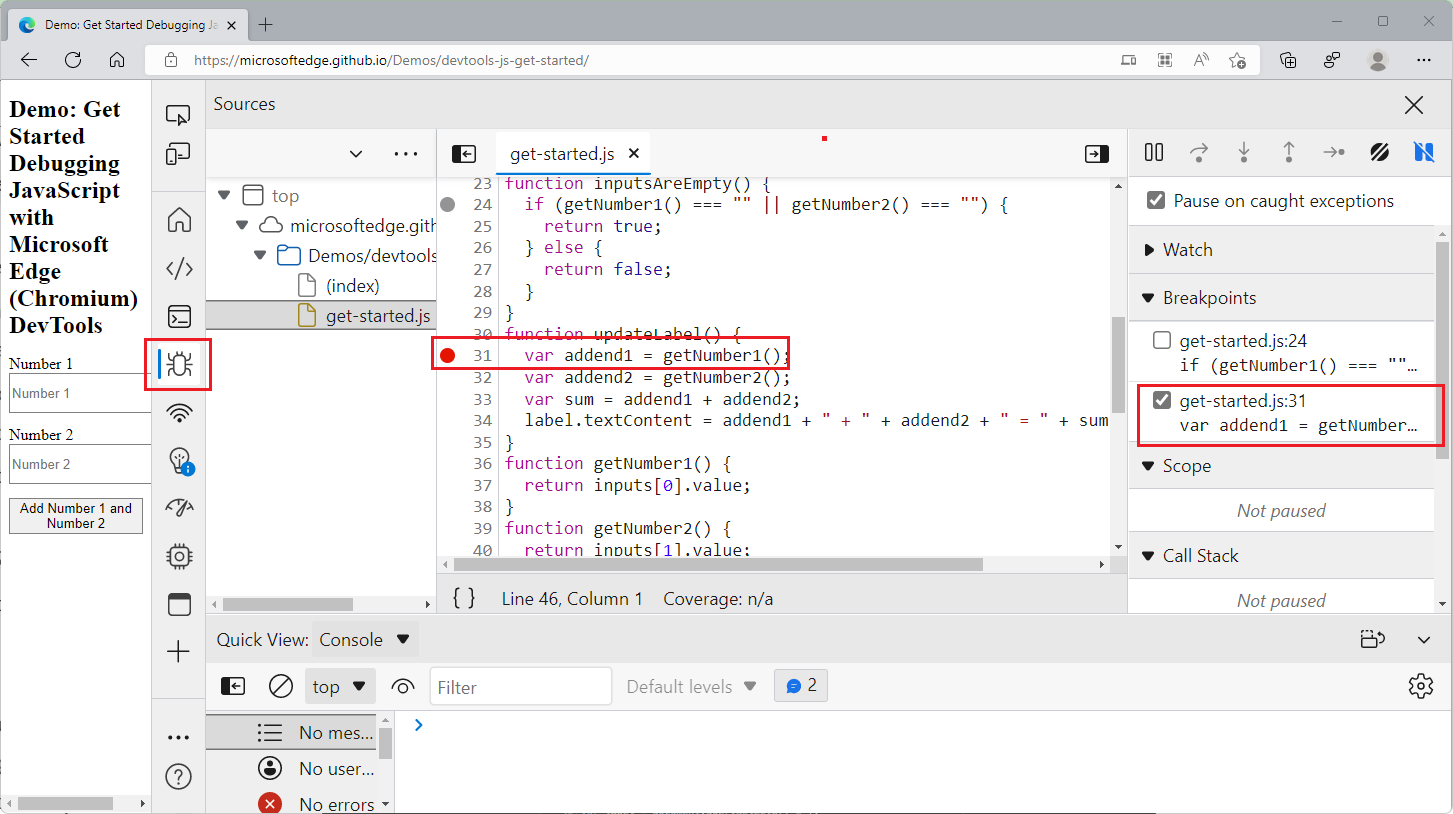 Demo: Get Started Debugging Ja
https://microsoftedge.github.io/Demos/devtools-js-get-started/
Demo: Get
Started
Debugging
JavaScript
with
Microsoft
Edge
(Chromium)
DevTools
Number 1
Number 1
Number 2
Number 2
Add Number 1 and
Number 2
Sources
top
microsoftedge.gith
Demos/devtools
(index)
get-started.js
get-started.js
23 function inputsAreEmpty() {
24 if (getNumber1() === "" || getNumber2() === "") {
25 return true;
26 } else {
27 return false;
28 }
29 }
30 function updateLabel() {
31 var addend1 = getNumber1();
32 var addend2 = getNumber2();
33 var sum = addend1 + addend2;
34 label.textContent = addend1 + " + " + addend2 + " = " + sum
35 }
36 function getNumber1() {
37 return inputs[0].value;
38 }
39 function getNumber2() {
40 return inputs[1].value;
{ } Line 46, Column 1 Coverage: n/a
Pause on caught exceptions
Watch
Breakpoints
get-started.js:24
if (getNumber1() === ""…
get-started.js:31
var addend1 = getNumber…
Scope
Not paused
Call Stack
Not paused
Quick View: Console
top Filter Default levels 2
No mes...
No user...
No errors